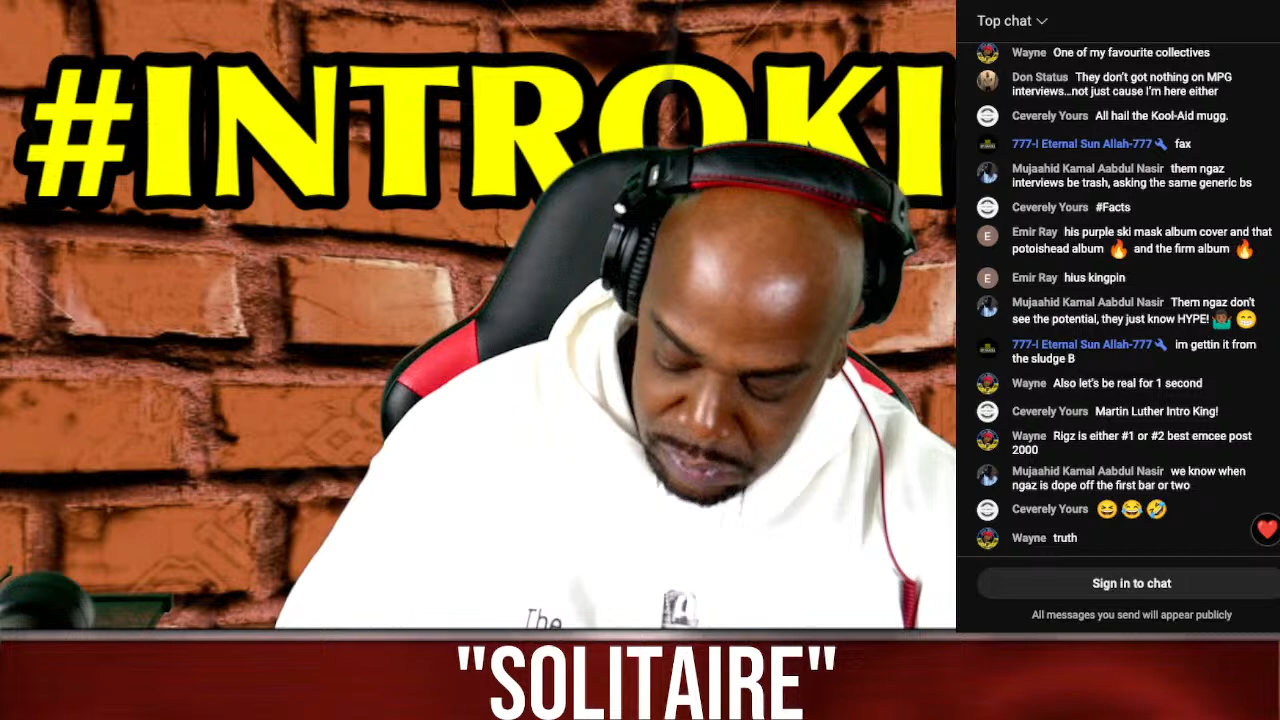 #INTROKI
The
"SOLITAIRE"
Top chat
Wayne One of my favourite collectives
Don Status They don't got nothing on MPG
interviews...not just cause I'm here either
Ceverely Yours All hail the Kool-Aid mugg.
777-I Eternal Sun Allah-777 fax
Mujaahid Kamal Aabdul Nasir them ngaz
interviews be trash, asking the same generic bs
Ceverely Yours #Facts
E
Emir Ray his purple ski mask album cover and that
potoishead album 🔥 and the firm album 🔥
E
Emir Ray hius kingpin
Mujaahid Kamal Aabdul Nasir Them ngaz don't
see the potential, they just know HYPE! 🤷🏾‍♂️ 😁
777-I Eternal Sun Allah-777 im gettin it from
the sludge B
Wayne Also let's be real for 1 second
Ceverely Yours Martin Luther Intro King!
Wayne Rigz is either #1 or #2 best emcee post
2000
Mujaahid Kamal Aabdul Nasir we know when
ngaz is dope off the first bar or two
Ceverely Yours 😆 😂 🤣
Wayne truth
Sign in to chat
All messages you send will appear publicly